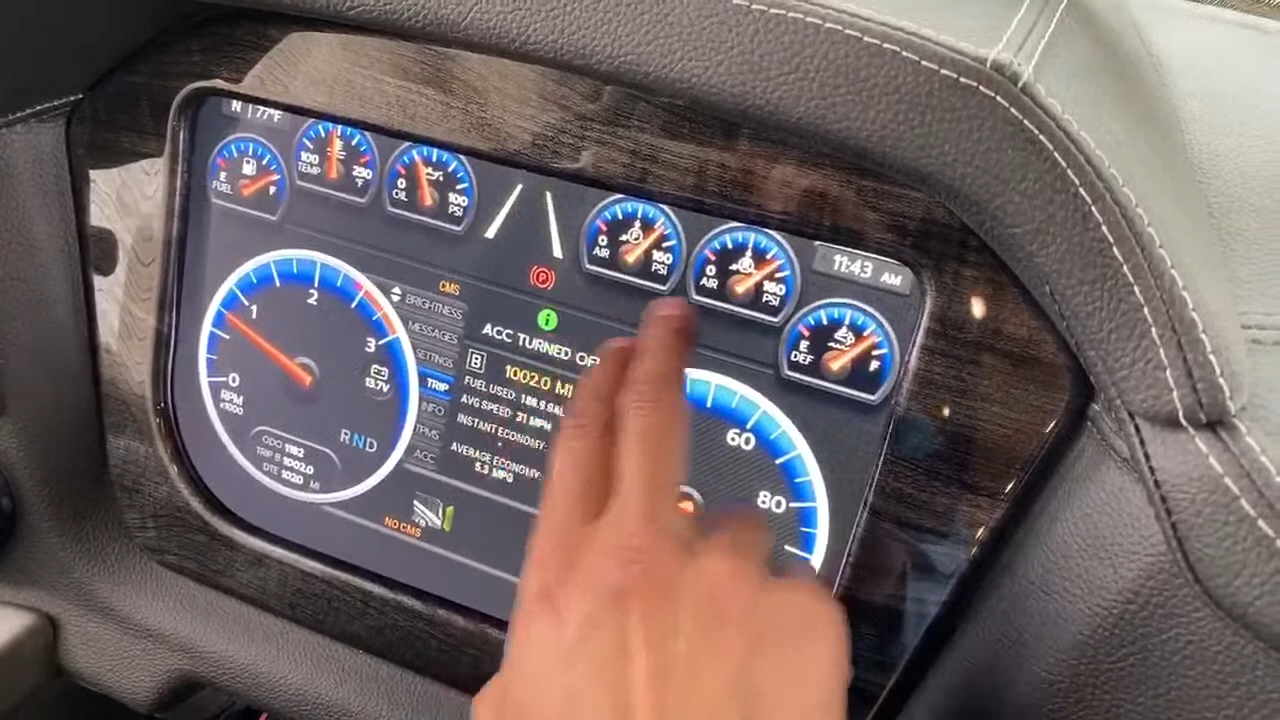 N | 77°F
E
FUEL
F
100
TEMP
250
°F
0
OIL
100
PSI
0
AIR
160
PSI
0
AIR
160
PSI
11:43 AM
E
DEF
F
0
1
2
3
RPM
x1000
13.7V
RND
ODO 1182
TRIP B 1002.0
DTE 1020 MI
CMS
BRIGHTNESS
MESSAGES
SETTINGS
TRIP
INFO
TPMS
ACC
P
i
ACC TURNED OF
B
1002.0 MI
FUEL USED:
AVG SPEED: 31 MPH
INSTANT ECONOMY:
AVERAGE ECONOMY:
5.3 MPG
NO CMS
60
80